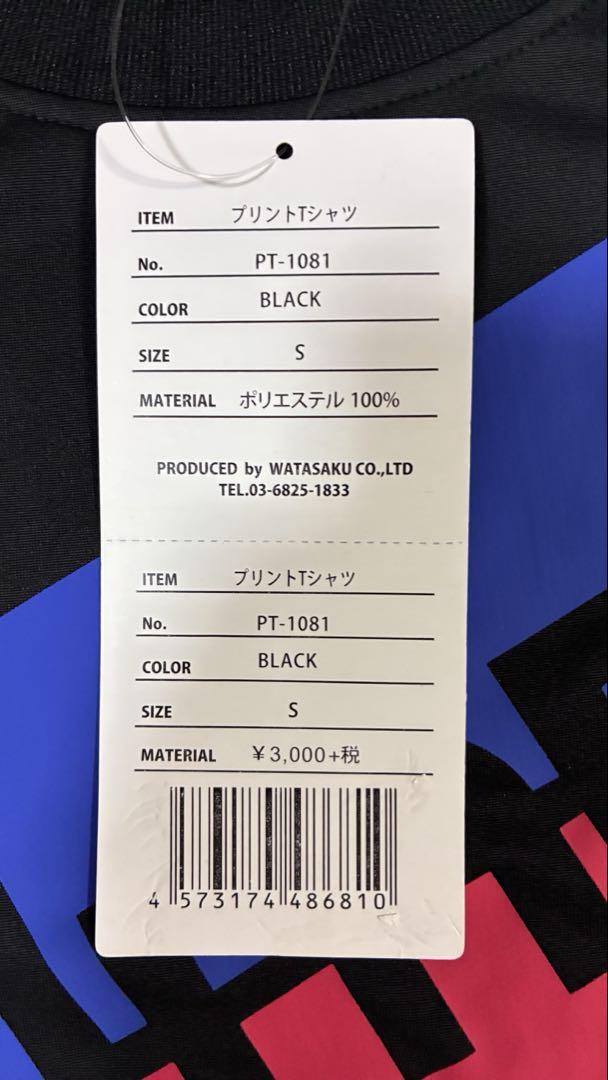 ITEM プリントTシャツ
No. PT-1081
COLOR BLACK
SIZE S
MATERIAL ポリエステル 100%
PRODUCED by WATASAKU CO.,LTD
TEL.03-6825-1833
ITEM プリントTシャツ
No. PT-1081
COLOR BLACK
SIZE S
MATERIAL ¥3,000+税
4 573174 486810